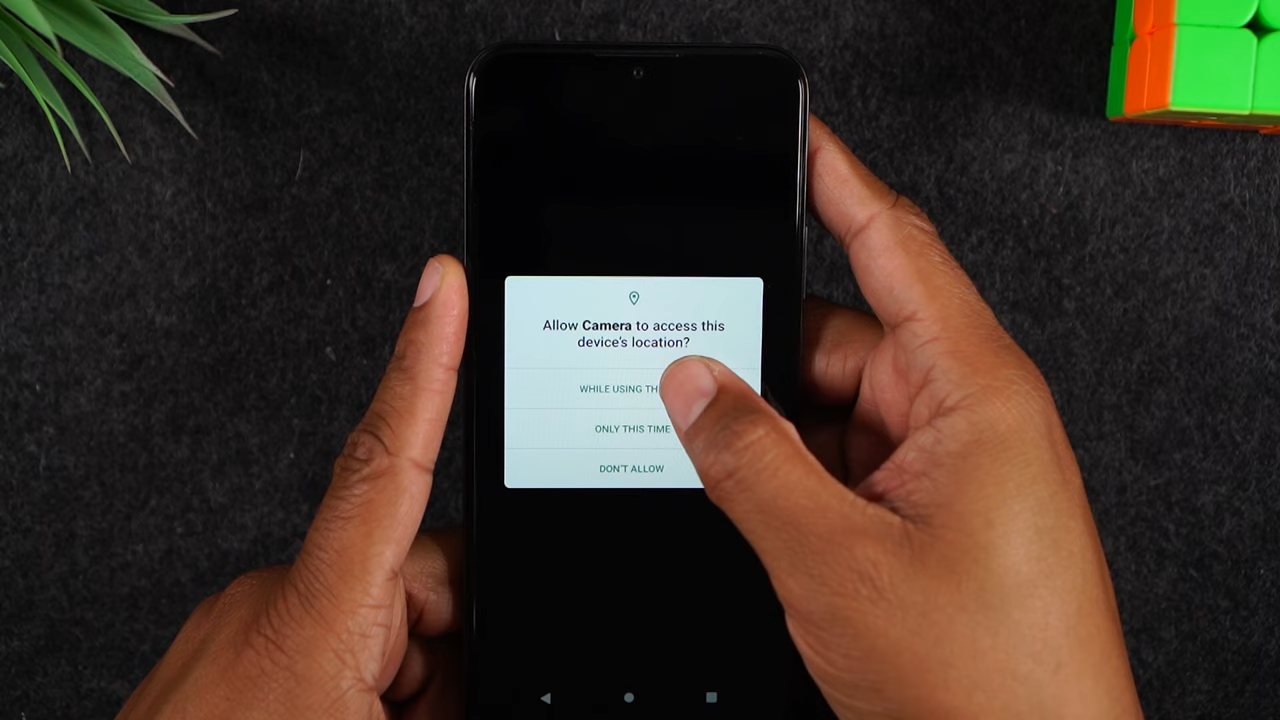 Allow Camera to access this
device's location?
WHILE USING TH
ONLY THIS TIME
DON'T ALLOW